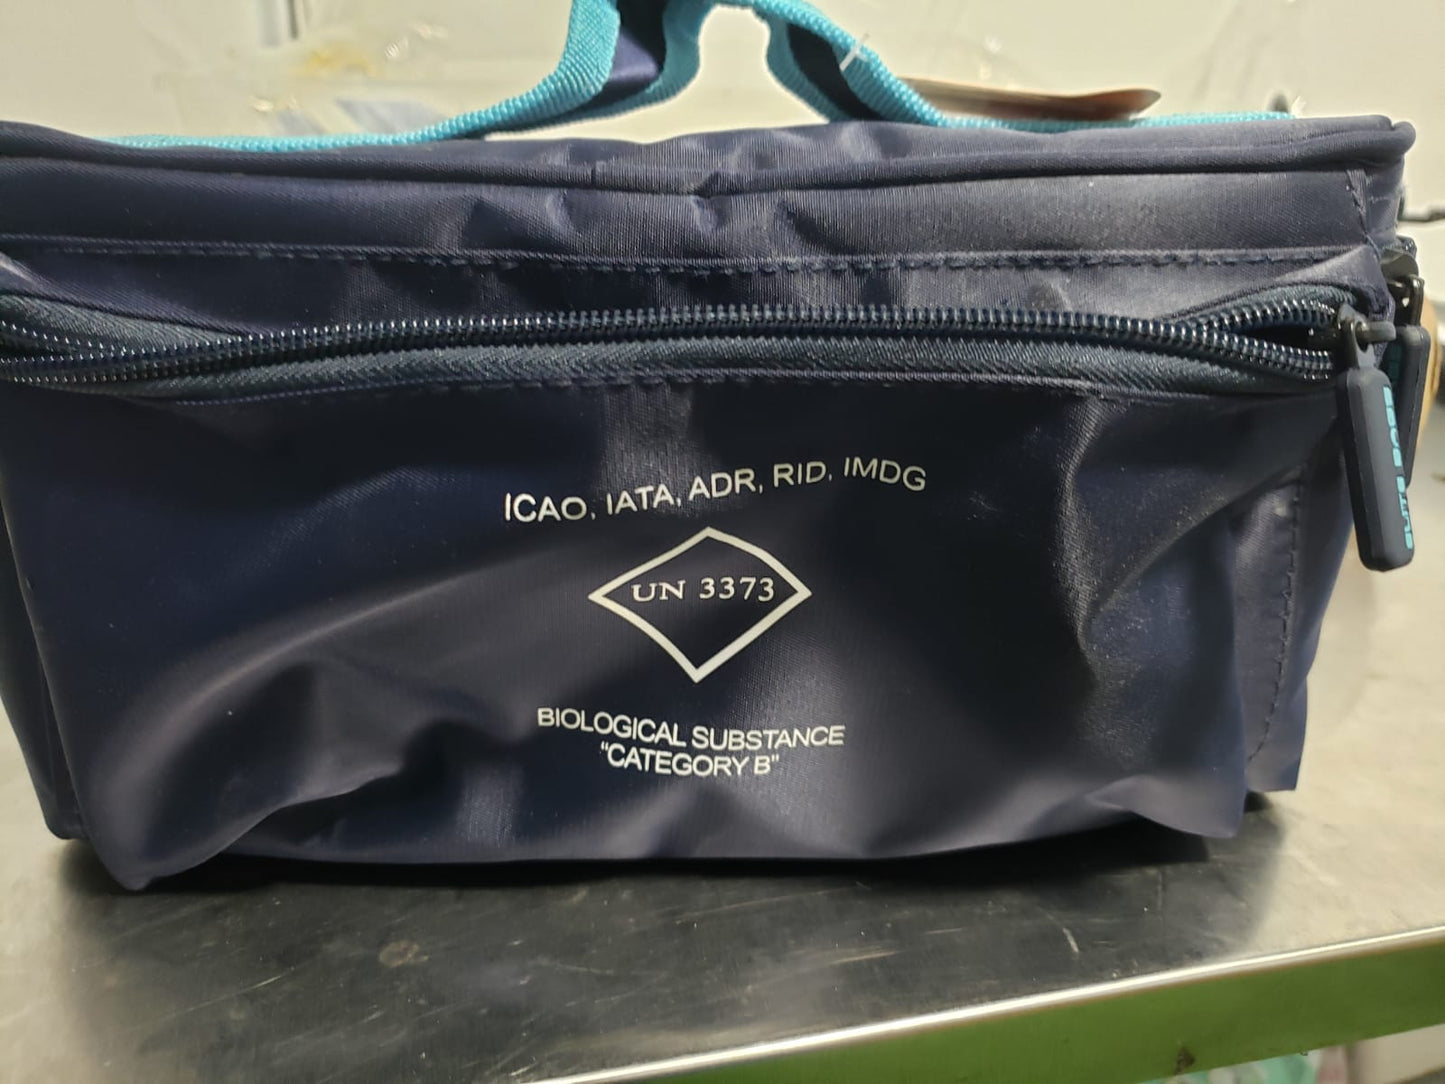 ICAO, IATA, ADR, RID, IMDG
UN 3373
BIOLOGICAL SUBSTANCE
"CATEGORY B"